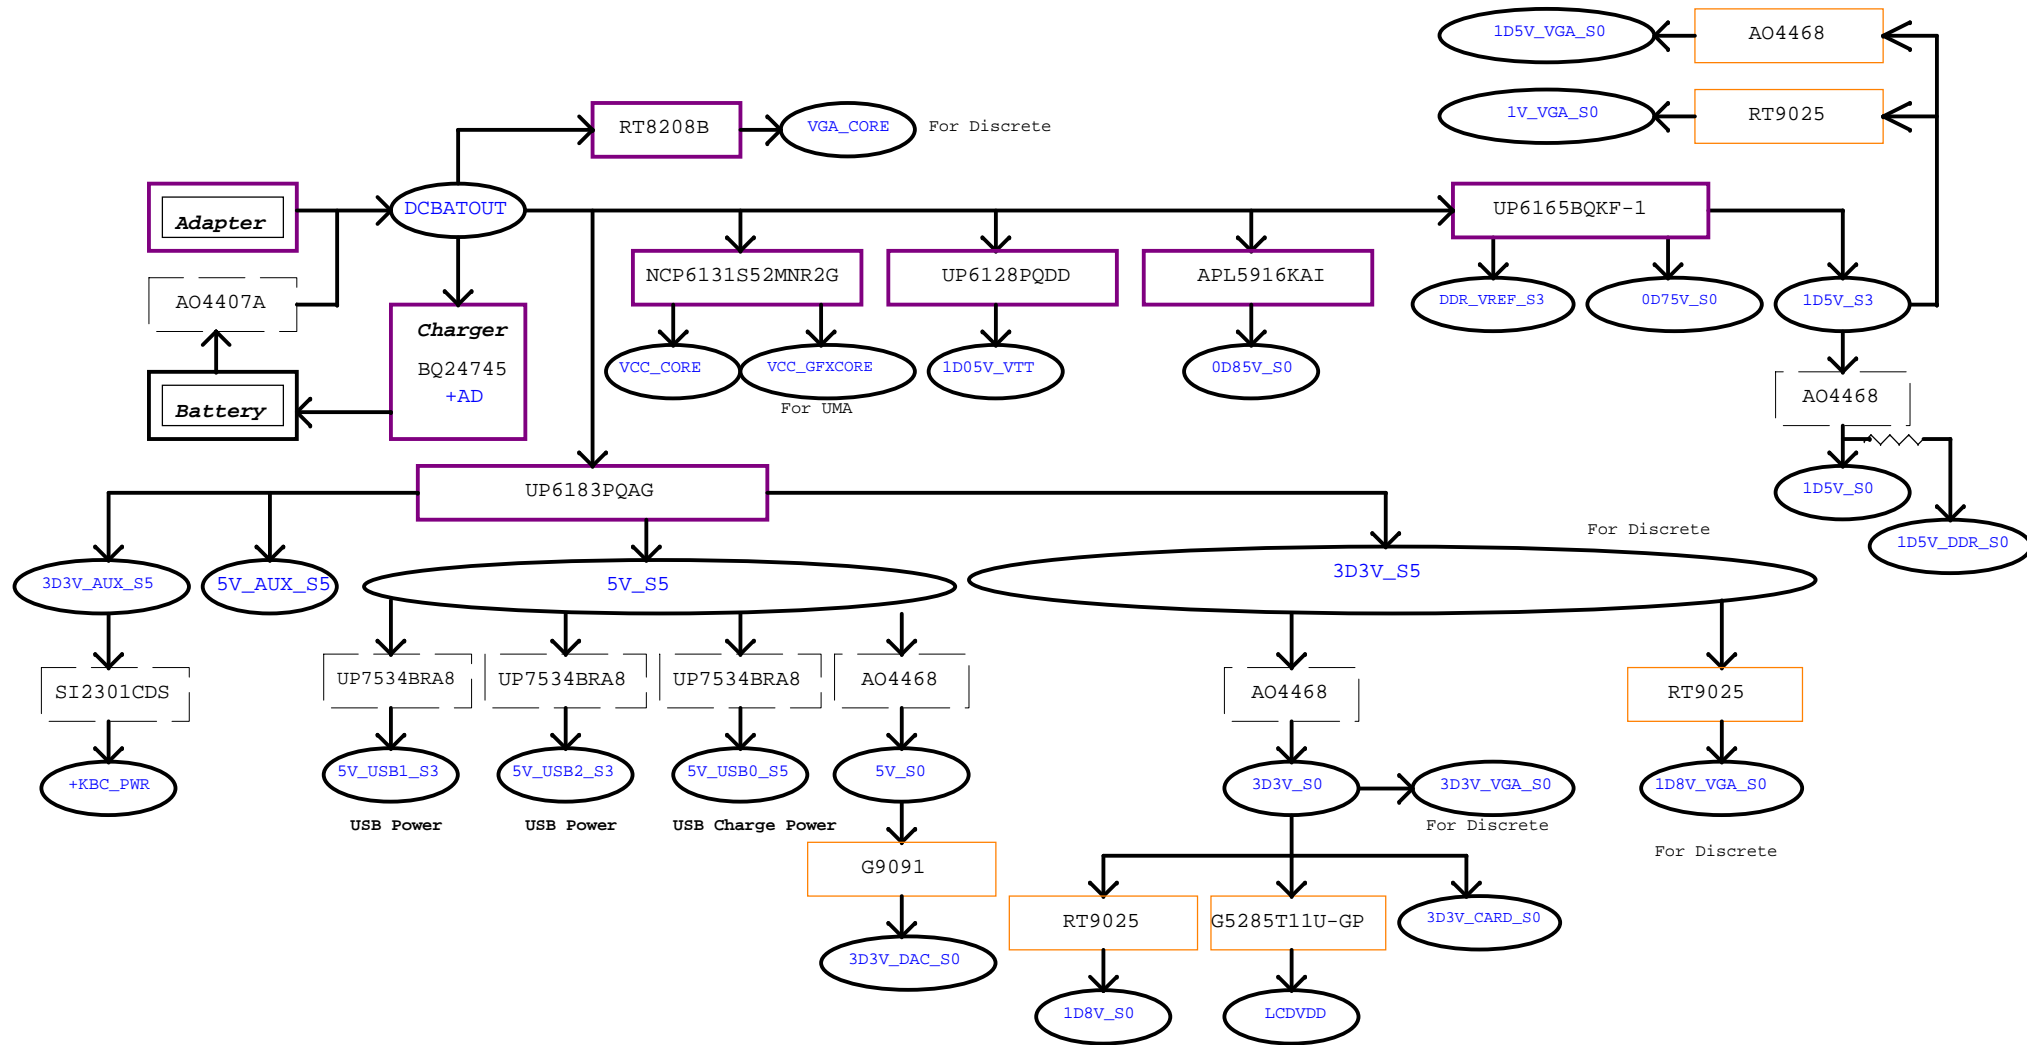 1D5V_VGA_S0
AO4468
1V_VGA_S0
RT9025
RT8208B
VGA_CORE
For Discrete
Adapter
DCBATOUT
UP6165BQKF-1
NCP6131S52MNR2G
UP6128PQDD
APL5916KAI
AO4407A
DDR_VREF_S3
0D75V_S0
1D5V_S3
Charger
BQ24745
+AD
VCC_CORE
VCC_GFXCORE
For UMA
1D05V_VTT
0D85V_S0
Battery
AO4468
1D5V_S0
1D5V_DDR_S0
UP6183PQAG
For Discrete
3D3V_AUX_S5
5V_AUX_S5
5V_S5
3D3V_S5
SI2301CDS
UP7534BRA8
UP7534BRA8
UP7534BRA8
AO4468
AO4468
RT9025
+KBC_PWR
5V_USB1_S3
5V_USB2_S3
5V_USB0_S5
5V_S0
3D3V_S0
3D3V_VGA_S0
1D8V_VGA_S0
USB Power
USB Power
USB Charge Power
For Discrete
For Discrete
G9091
RT9025
G5285T11U-GP
3D3V_CARD_S0
3D3V_DAC_S0
1D8V_S0
LCDVDD